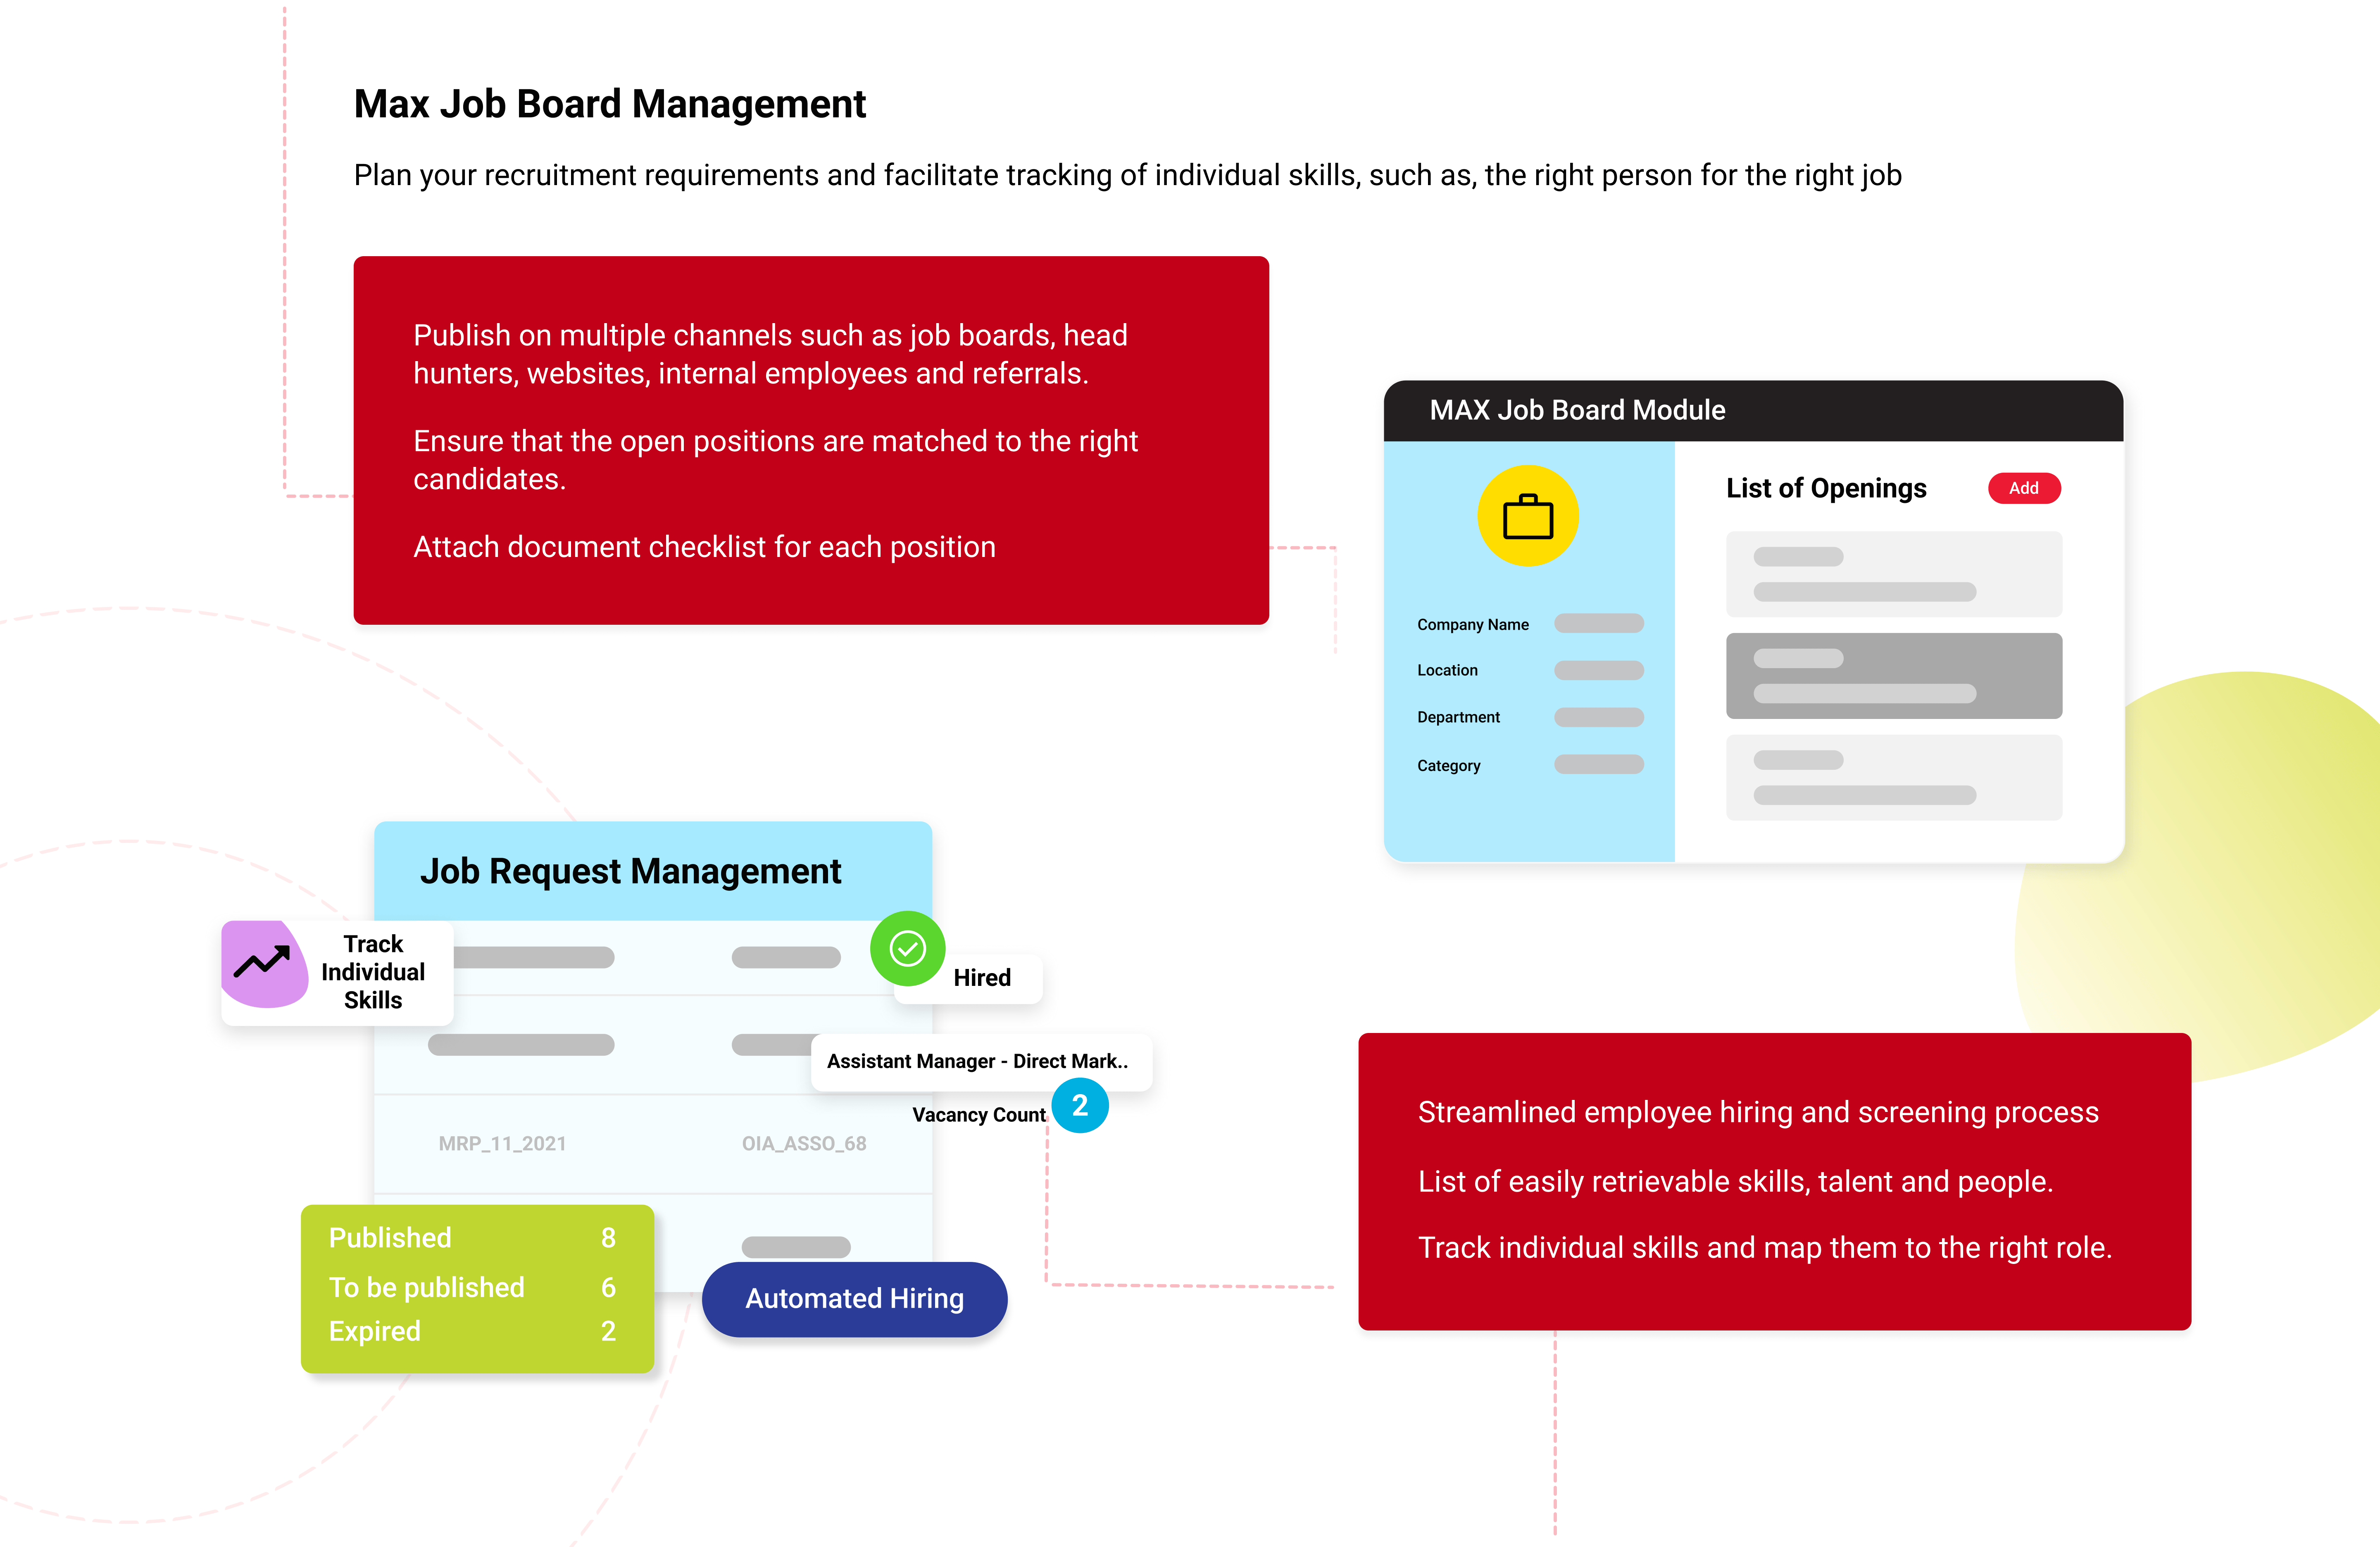 Max Job Board Management
Plan your recruitment requirements and facilitate tracking of individual skills, such as, the right person for the right job
Publish on multiple channels such as job boards, head
hunters, websites, internal employees and referrals.
Ensure that the open positions are matched to the right
candidates.
Attach document checklist for each position
MAX Job Board Module
List of Openings
Add
Company Name
Location
Department
Category
Job Request Management
Track
Individual
Skills
Hired
Assistant Manager - Direct Mark..
Vacancy Count
2
MRP_11_2021
OIA_ASSO_68
Published 8
To be published 6
Expired 2
Automated Hiring
Streamlined employee hiring and screening process
List of easily retrievable skills, talent and people.
Track individual skills and map them to the right role.